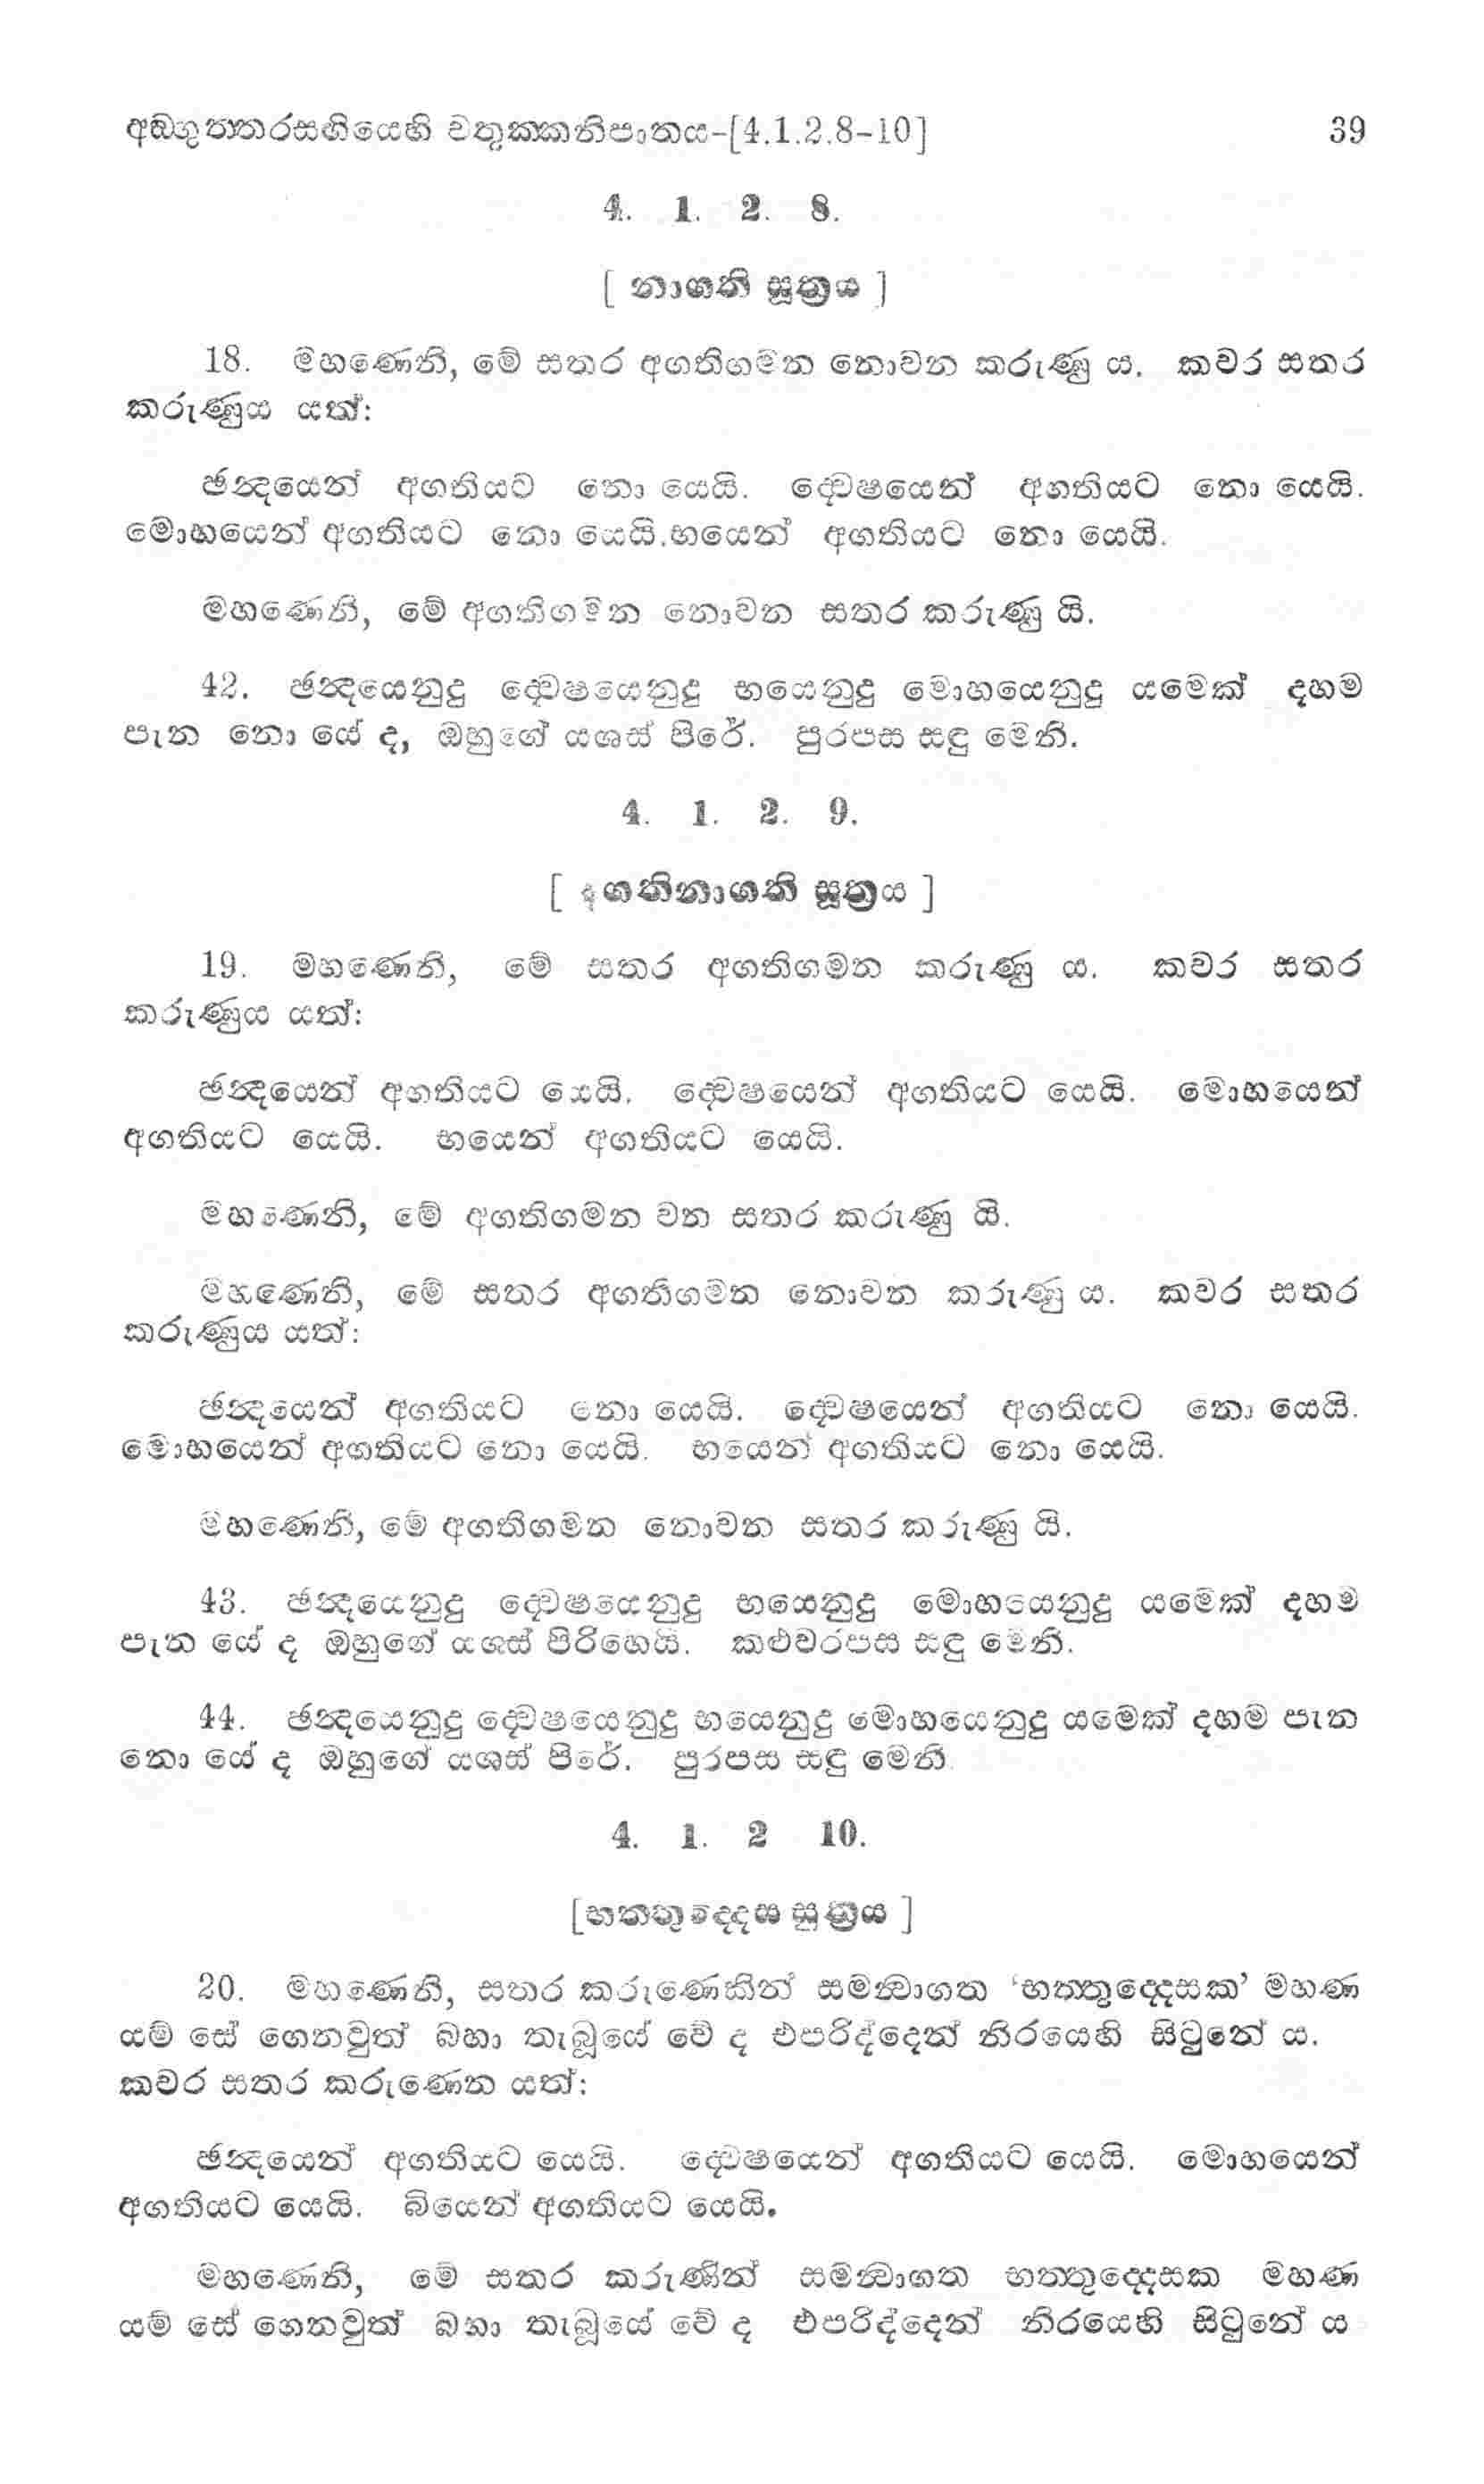 අඞ්ගුත්තරසඟියෙහි චතුක්කනිපාතය-[4.1.2.8-10] 39
4. 1. 2. 8.
[ නාගති සූත්‍රය ]
18. මහණෙනි, මේ සතර අගතිගමන නොවන කරුණු ය. කවර සතර
කරුණුය යත්:
ඡන්‍දයෙන් අගතියට නො යෙයි. ද්‍වෙෂයෙන් අගතියට නො යෙයි.
මොහයෙන් අගතියට නො යෙයි.භයෙන් අගතියට නො යෙයි.
මහණෙනි, මේ අගතිගමන නොවන සතර කරුණු යි.
42. ඡන්‍දයෙනුදු ද්‍වෙෂයෙනුදු භයෙනුදු මොහයෙනුදු යමෙක් දහම
පැන නො යේ ද, ඔහුගේ යශස් පිරේ. පුරපස සඳු මෙනි.
4. 1. 2. 9.
[ අගතිනාගති සූත්‍රය ]
19. මහණෙනි, මේ සතර අගතිගමන කරුණු ය. කවර සතර
කරුණුය යත්:
ඡන්‍දයෙන් අගතියට යෙයි. ද්‍වෙෂයෙන් අගතියට යෙයි. මොහයෙන්
අගතියට යෙයි. භයෙන් අගතියට යෙයි.
මහණෙනි, මේ අගතිගමන වන සතර කරුණු යි.
මහණෙනි, මේ සතර අගතිගමන නොවන කරුණු ය. කවර සතර
කරුණුය යත්:
ඡන්‍දයෙන් අගතියට නො යෙයි. ද්‍වෙෂයෙන් අගතියට නො යෙයි.
මොහයෙන් අගතියට නො යෙයි. භයෙන් අගතියට නො යෙයි.
මහණෙනි, මේ අගතිගමන නොවන සතර කරුණු යි.
43. ඡන්‍දයෙනුදු ද්‍වෙෂයෙනුදු භයෙනුදු මොහයෙනුදු යමෙක් දහම
පැන යේ ද ඔහුගේ යශස් පිරිහෙයි. කළුවරපස සඳු මෙනි.
44. ඡන්‍දයෙනුදු ද්‍වෙෂයෙනුදු භයෙනුදු මොහයෙනුදු යමෙක් දහම පැන
නො යේ ද ඔහුගේ යශස් පිරේ. පුරපස සඳු මෙනි.
4. 1. 2 10.
[භත්තුද්දෙස සූත්‍රය ]
20. මහණෙනි, සතර කරුණෙකින් සමන්‍වාගත ‘භත්තුද්දෙසක’ මහණ
යම් සේ ගෙනවුත් බහා තැබූයේ වේ ද එපරිද්දෙන් නිරයෙහි සිටුනේ ය.
කවර සතර කරුණෙන යත්:
ඡන්‍දයෙන් අගතියට යෙයි. ද්‍වෙෂයෙන් අගතියට යෙයි. මොහයෙන්
අගතියට යෙයි. බියෙන් අගතියට යෙයි.
මහණෙනි, මේ සතර කරුණින් සමන්‍වාගත භත්තුද්දෙසක මහණ
යම් සේ ගෙනවුත් බහා තැබූයේ වේ ද එපරිද්දෙන් නිරයෙහි සිටුනේ ය